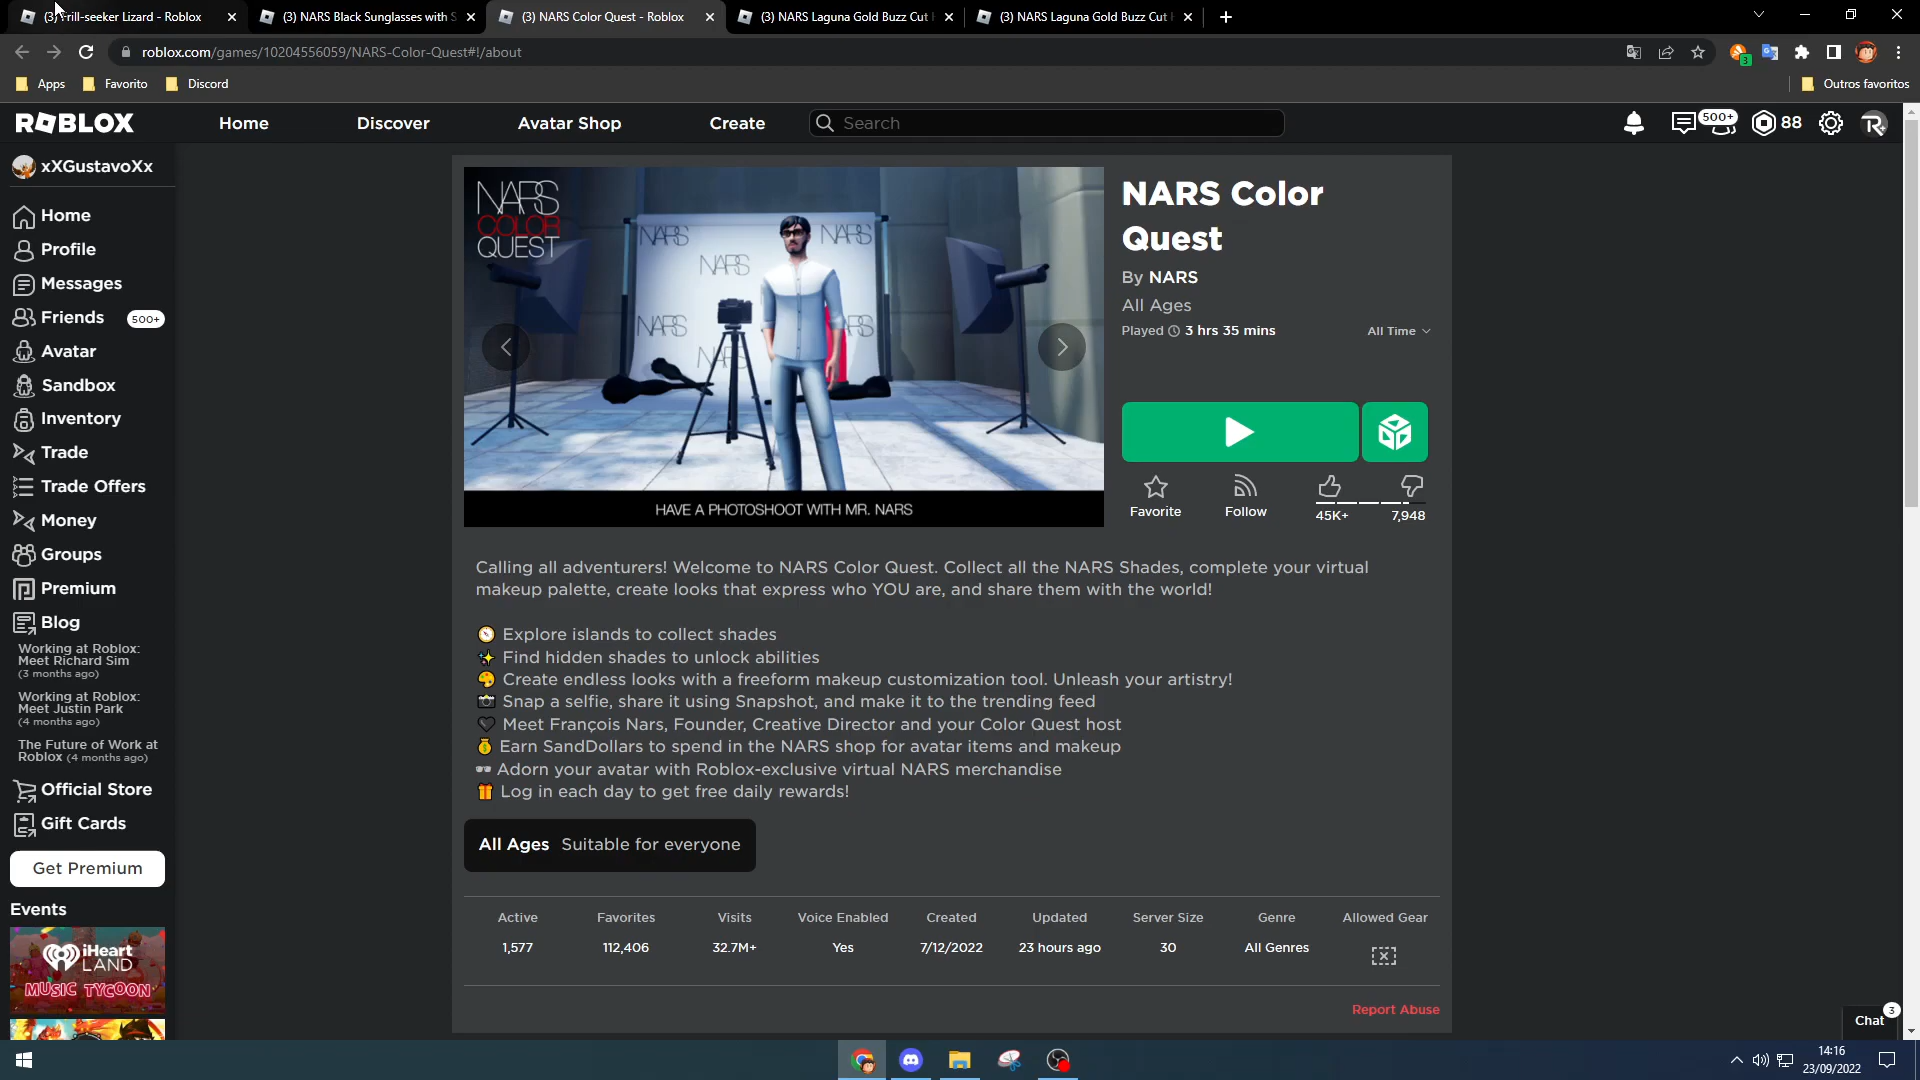 (3) Frill-seeker Lizard - Roblox
(3) NARS Black Sunglasses with S
(3) NARS Color Quest - Roblox
(3) NARS Laguna Gold Buzz Cut
(3) NARS Laguna Gold Buzz Cut
roblox.com/games/10204556059/NARS-Color-Quest#!/about
3
Apps
Favorito
Discord
Outros favoritos
ROBLOX
Home
Discover
Avatar Shop
Create
Search
500+
88
xXGustavoXx
Home
Profile
Messages
Friends
500+
Avatar
Sandbox
Inventory
Trade
Trade Offers
Money
Groups
Premium
Blog
Working at Roblox:
Meet Richard Sim
(3 months ago)
Working at Roblox:
Meet Justin Park
(4 months ago)
The Future of Work at
Roblox (4 months ago)
Official Store
Gift Cards
Get Premium
Events
iHeart
LAND
MUSIC TYCOON
NARS
COLOR
QUEST
NARS
NARS
NARS
NARS
NARS
NARS
HAVE A PHOTOSHOOT WITH MR. NARS
NARS Color
Quest
By NARS
All Ages
Played 3 hrs 35 mins
All Time
Favorite
Follow
45K+
7,948
Calling all adventurers! Welcome to NARS Color Quest. Collect all the NARS Shades, complete your virtual
makeup palette, create looks that express who YOU are, and share them with the world!
🧭 Explore islands to collect shades
✨ Find hidden shades to unlock abilities
🎨 Create endless looks with a freeform makeup customization tool. Unleash your artistry!
📸 Snap a selfie, share it using Snapshot, and make it to the trending feed
🖤 Meet François Nars, Founder, Creative Director and your Color Quest host
💰 Earn SandDollars to spend in the NARS shop for avatar items and makeup
🕶 Adorn your avatar with Roblox-exclusive virtual NARS merchandise
🎁 Log in each day to get free daily rewards!
All Ages Suitable for everyone
Active Favorites Visits Voice Enabled Created Updated Server Size Genre Allowed Gear
1,577 112,406 32.7M+ Yes 7/12/2022 23 hours ago 30 All Genres
Report Abuse
Chat
3
14:16
23/09/2022